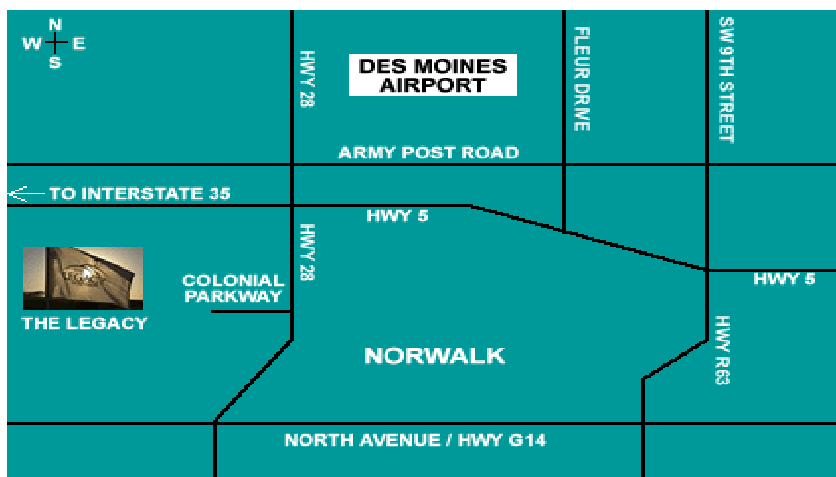 N
W E
S
HWY 28
DES MOINES
AIRPORT
FLEUR DRIVE
SW 9TH STREET
ARMY POST ROAD
TO INTERSTATE 35
HWY 5
HWY 28
COLONIAL
PARKWAY
HWY 5
THE LEGACY
NORWALK
HWY R63
NORTH AVENUE / HWY G14